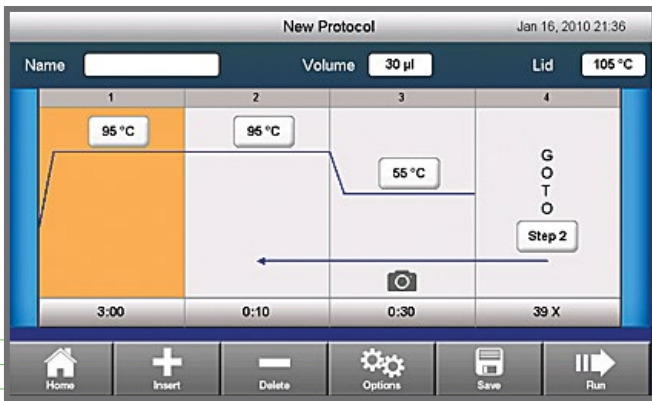 New Protocol Jan 16, 2010 21:36
Name Volume 30 µl Lid 105 °C
1 2 3 4
95 °C 95 °C
55 °C
G
O
T
O
Step 2
3:00 0:10 0:30 39 X
Home Insert Delete Options Save Run